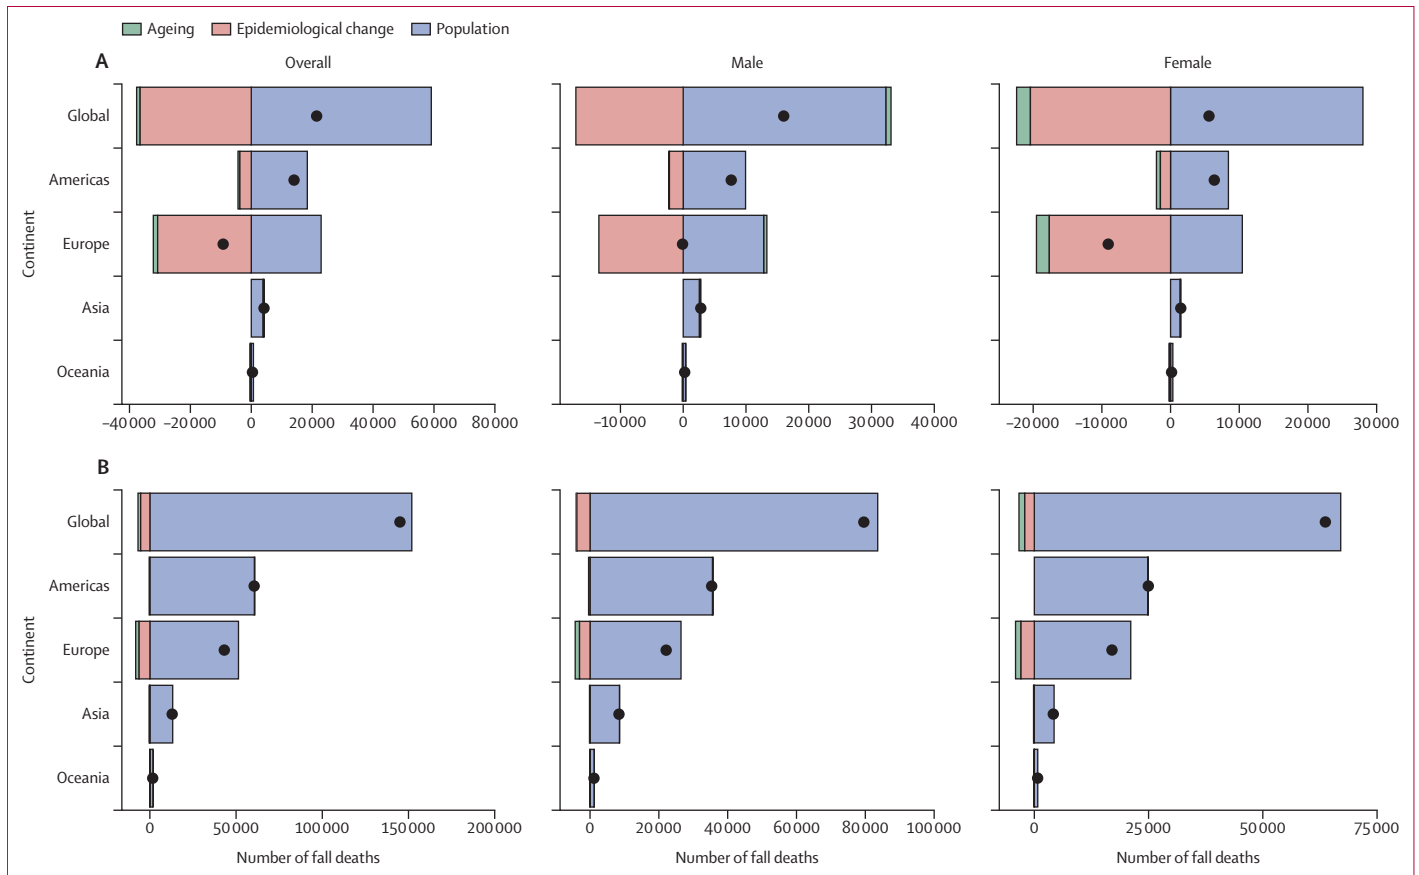 Ageing Epidemiological change Population
A
Overall Male Female
Continent
Global
Americas
Europe
Asia
Oceania
–40 000 –20 000 0 20 000 40 000 60 000 80 000
–10 000 0 10 000 20 000 30 000 40 000
–20 000 –10 000 0 10 000 20 000 30 000
B
Continent
Global
Americas
Europe
Asia
Oceania
0 50 000 100 000 150 000 200 000
0 20 000 40 000 60 000 80 000 100 000
0 25 000 50 000 75 000
Number of fall deaths Number of fall deaths Number of fall deaths